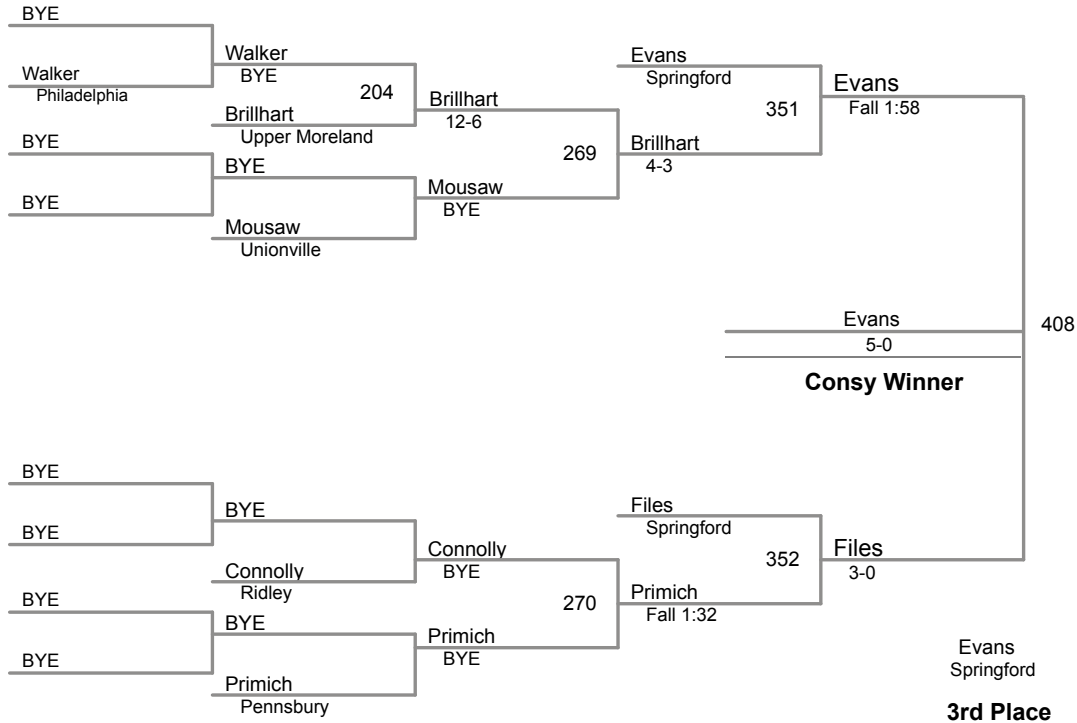 BYE
Walker
Philadelphia
BYE
BYE
Walker
BYE
204
Brillhart
Upper Moreland
BYE
Mousaw
Unionville
Brillhart
12-6
269
Mousaw
BYE
Evans
Springford
351
Brillhart
4-3
Evans
Fall 1:58
Evans
5-0
Consy Winner
408
BYE
BYE
BYE
BYE
BYE
Connolly
Ridley
BYE
Primich
Pennsbury
Connolly
BYE
270
Primich
BYE
Files
Springford
352
Primich
Fall 1:32
Files
3-0
Evans
Springford
3rd Place